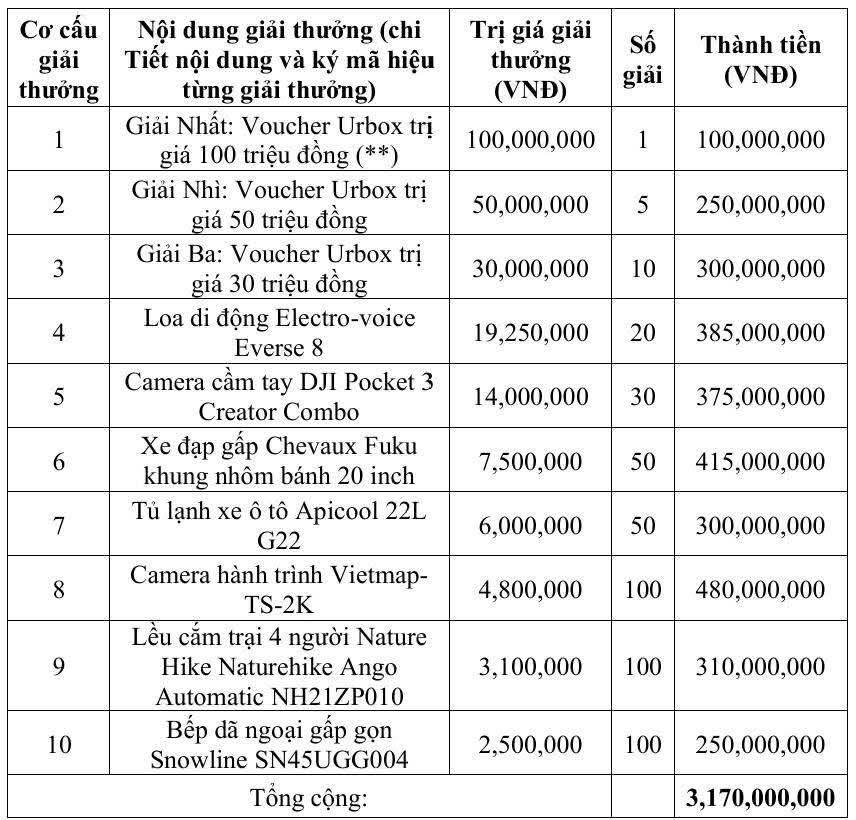 Cơ cấu giải thưởng | Nội dung giải thưởng (chi Tiết nội dung và ký mã hiệu từng giải thưởng) | Trị giá giải thưởng (VNĐ) | Số giải | Thành tiền (VNĐ)
1 | Giải Nhất: Voucher Urbox trị giá 100 triệu đồng (**) | 100,000,000 | 1 | 100,000,000
2 | Giải Nhì: Voucher Urbox trị giá 50 triệu đồng | 50,000,000 | 5 | 250,000,000
3 | Giải Ba: Voucher Urbox trị giá 30 triệu đồng | 30,000,000 | 10 | 300,000,000
4 | Loa di động Electro-voice Everse 8 | 19,250,000 | 20 | 385,000,000
5 | Camera cầm tay DJI Pocket 3 Creator Combo | 14,000,000 | 30 | 375,000,000
6 | Xe đạp gấp Chevaux Fuku khung nhôm bánh 20 inch | 7,500,000 | 50 | 415,000,000
7 | Tủ lạnh xe ô tô Apicool 22L G22 | 6,000,000 | 50 | 300,000,000
8 | Camera hành trình Vietmap-TS-2K | 4,800,000 | 100 | 480,000,000
9 | Lều cắm trại 4 người Nature Hike Naturehike Ango Automatic NH21ZP010 | 3,100,000 | 100 | 310,000,000
10 | Bếp dã ngoại gấp gọn Snowline SN45UGG004 | 2,500,000 | 100 | 250,000,000
Tổng cộng: | 3,170,000,000